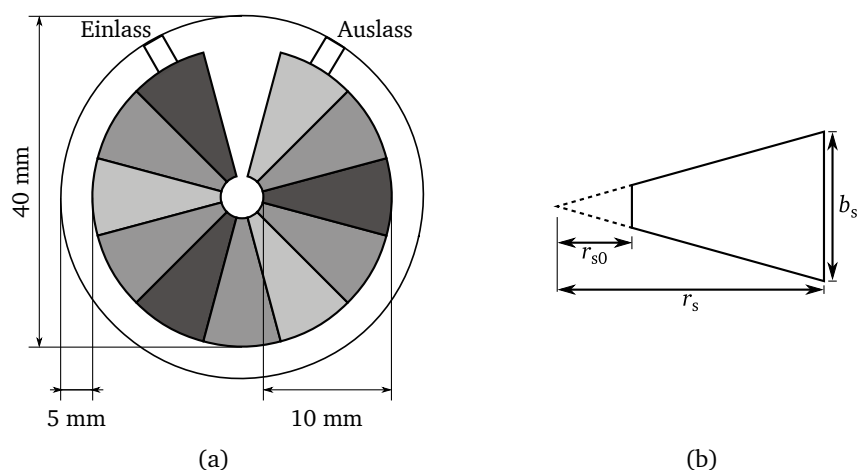 Einlass
Auslass
40 mm
5 mm
10 mm
(a)
b_s
r_s0
r_s
(b)